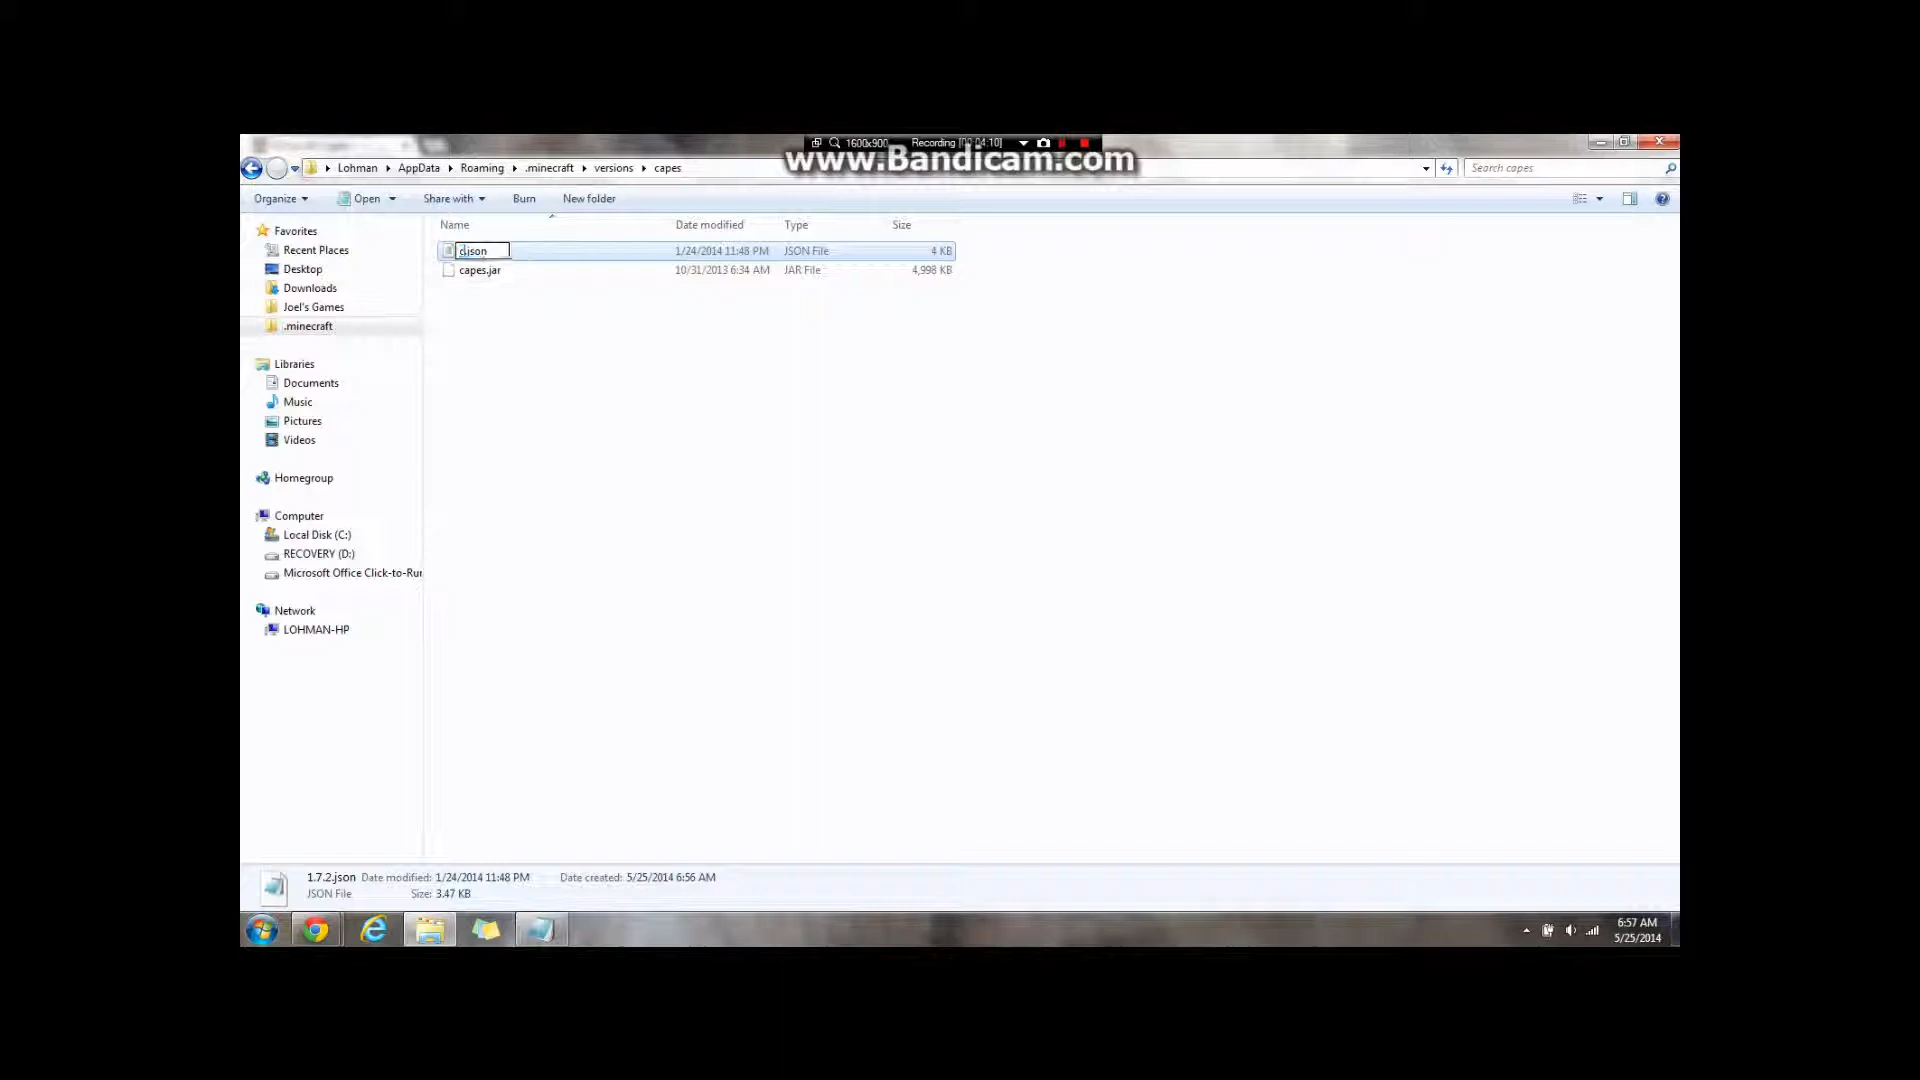 1600x900 Recording [00:04:10]
www.Bandicam.com
Lohman AppData Roaming .minecraft versions capes Search capes
Organize Open Share with Burn New folder
Name Date modified Type Size
Favorites
Recent Places
Desktop
Downloads
Joel's Games
.minecraft
Libraries
Documents
Music
Pictures
Videos
Homegroup
Computer
Local Disk (C:)
RECOVERY (D:)
Microsoft Office Click-to-Run
Network
LOHMAN-HP
c.json 1/24/2014 11:48 PM JSON File 4 KB
capes.jar 10/31/2013 6:34 AM JAR File 4,998 KB
1.7.2.json Date modified: 1/24/2014 11:48 PM Date created: 5/25/2014 6:56 AM
JSON File Size: 3.47 KB
6:57 AM
5/25/2014